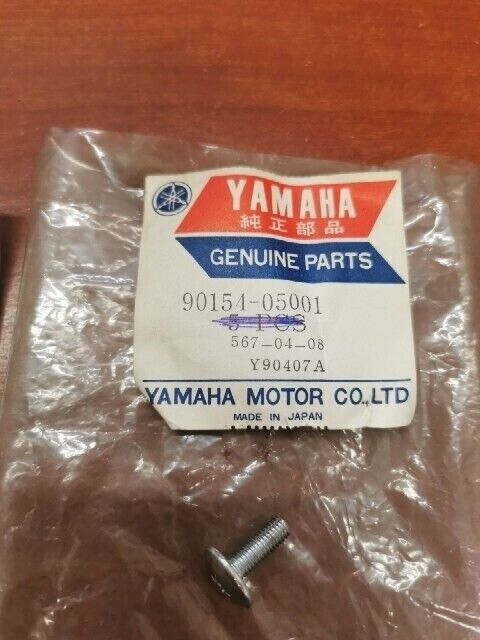 YAMAHA
純正部品
GENUINE PARTS
90154-05001
5 PCS
567-04-08
Y90407A
YAMAHA MOTOR CO.,LTD
MADE IN JAPAN